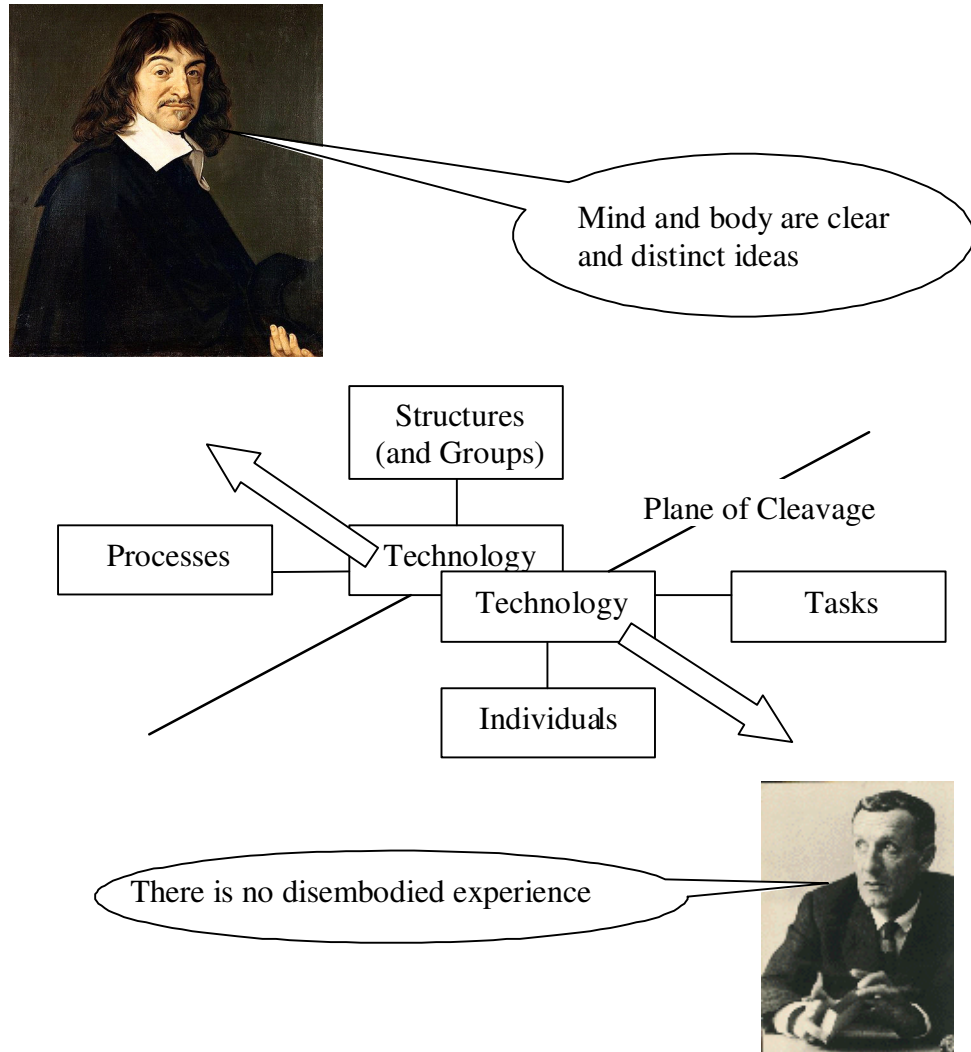 Mind and body are clear
and distinct ideas
Structures
(and Groups)
Plane of Cleavage
Processes
Technology
Technology
Tasks
Individuals
There is no disembodied experience